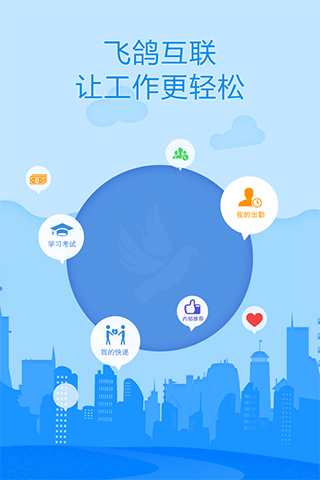 飞鸽互联
让工作更轻松
我的出勤
学习考试
内部推荐
我的快递